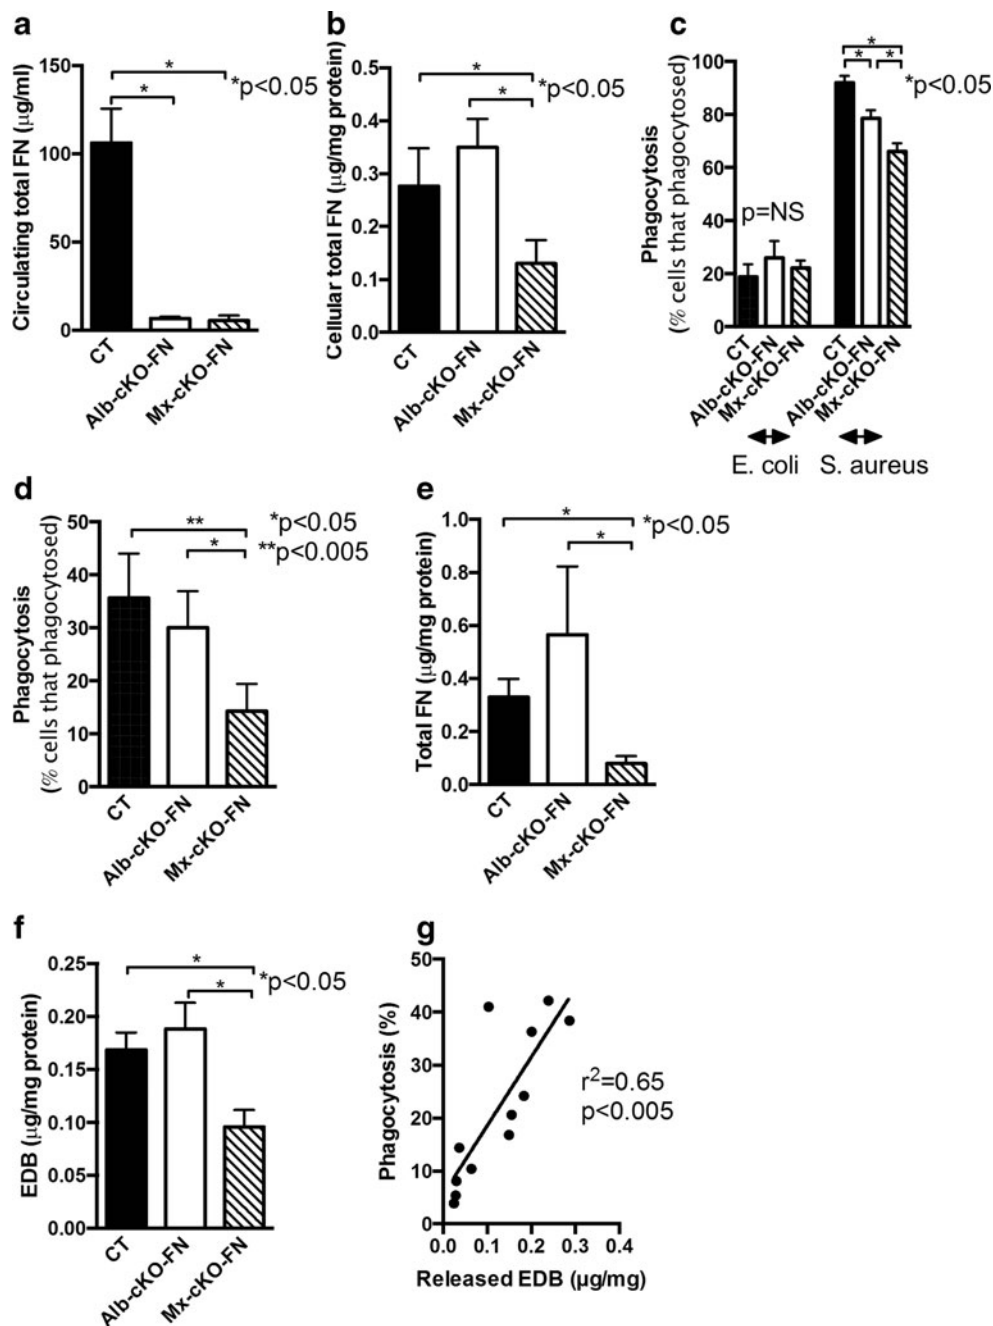 a
Circulating total FN (µg/ml)
150
100
50
0
*
*
*p<0.05
CT
Alb-cKO-FN
Mx-cKO-FN
b
Cellular total FN (µg/mg protein)
0.5
0.4
0.3
0.2
0.1
0.0
*
*
*p<0.05
CT
Alb-cKO-FN
Mx-cKO-FN
c
Phagocytosis
(% cells that phagocytosed)
100
80
60
40
20
0
p=NS
*
* *
*p<0.05
CT
Alb-cKO-FN
Mx-cKO-FN
CT
Alb-cKO-FN
Mx-cKO-FN
E. coli
S. aureus
d
Phagocytosis
(% cells that phagocytosed)
50
40
30
20
10
0
**
*
*p<0.05
**p<0.005
CT
Alb-cKO-FN
Mx-cKO-FN
e
Total FN (µg/mg protein)
1.0
0.8
0.6
0.4
0.2
0.0
*
*
*p<0.05
CT
Alb-cKO-FN
Mx-cKO-FN
f
EDB (µg/mg protein)
0.25
0.20
0.15
0.10
0.05
0.00
*
*
*p<0.05
CT
Alb-cKO-FN
Mx-cKO-FN
g
Phagocytosis (%)
50
40
30
20
10
0
r²=0.65
p<0.005
0.0 0.1 0.2 0.3 0.4
Released EDB (µg/mg)